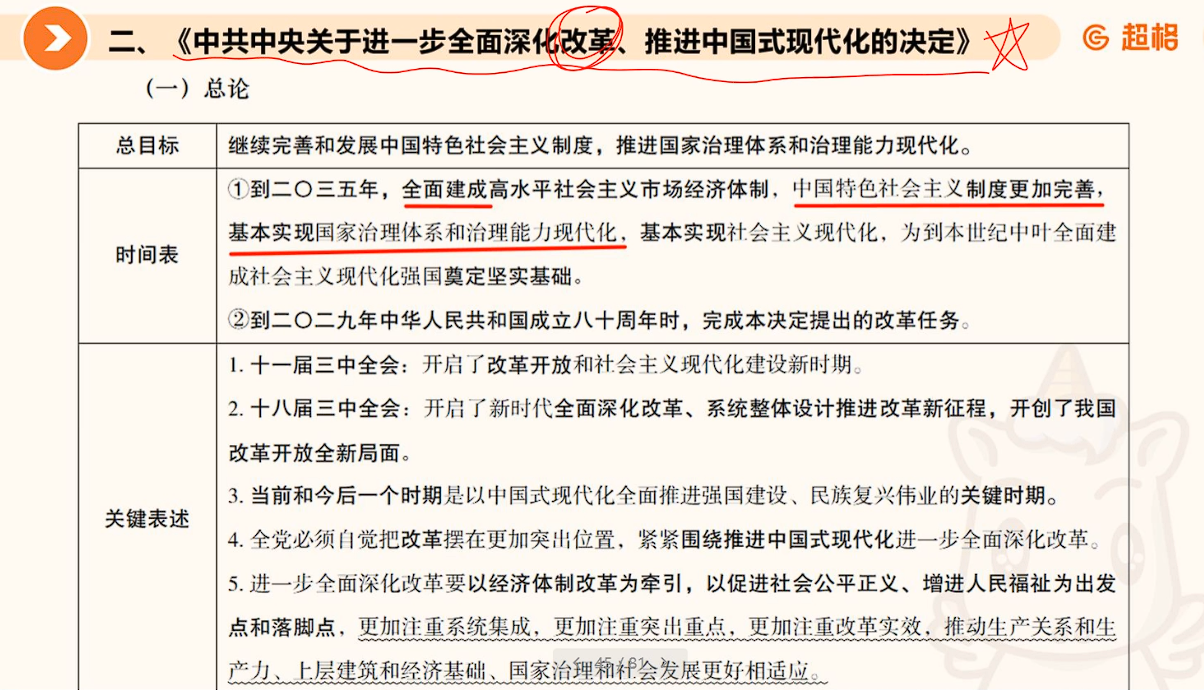 二、《中共中央关于进一步全面深化改革、推进中国式现代化的决定》
超格
（一）总论
总目标
继续完善和发展中国特色社会主义制度，推进国家治理体系和治理能力现代化。
时间表
①到二〇三五年，全面建成高水平社会主义市场经济体制，中国特色社会主义制度更加完善，
基本实现国家治理体系和治理能力现代化，基本实现社会主义现代化，为到本世纪中叶全面建
成社会主义现代化强国奠定坚实基础。
②到二〇二九年中华人民共和国成立八十周年时，完成本决定提出的改革任务。
关键表述
1. 十一届三中全会：开启了改革开放和社会主义现代化建设新时期。
2. 十八届三中全会：开启了新时代全面深化改革、系统整体设计推进改革新征程，开创了我国
改革开放全新局面。
3. 当前和今后一个时期是以中国式现代化全面推进强国建设、民族复兴伟业的关键时期。
4. 全党必须自觉把改革摆在更加突出位置，紧紧围绕推进中国式现代化进一步全面深化改革。
5. 进一步全面深化改革要以经济体制改革为牵引，以促进社会公平正义、增进人民福祉为出发
点和落脚点，更加注重系统集成，更加注重突出重点，更加注重改革实效，推动生产关系和生
产力、上层建筑和经济基础、国家治理和社会发展更好相适应。
45 / 81